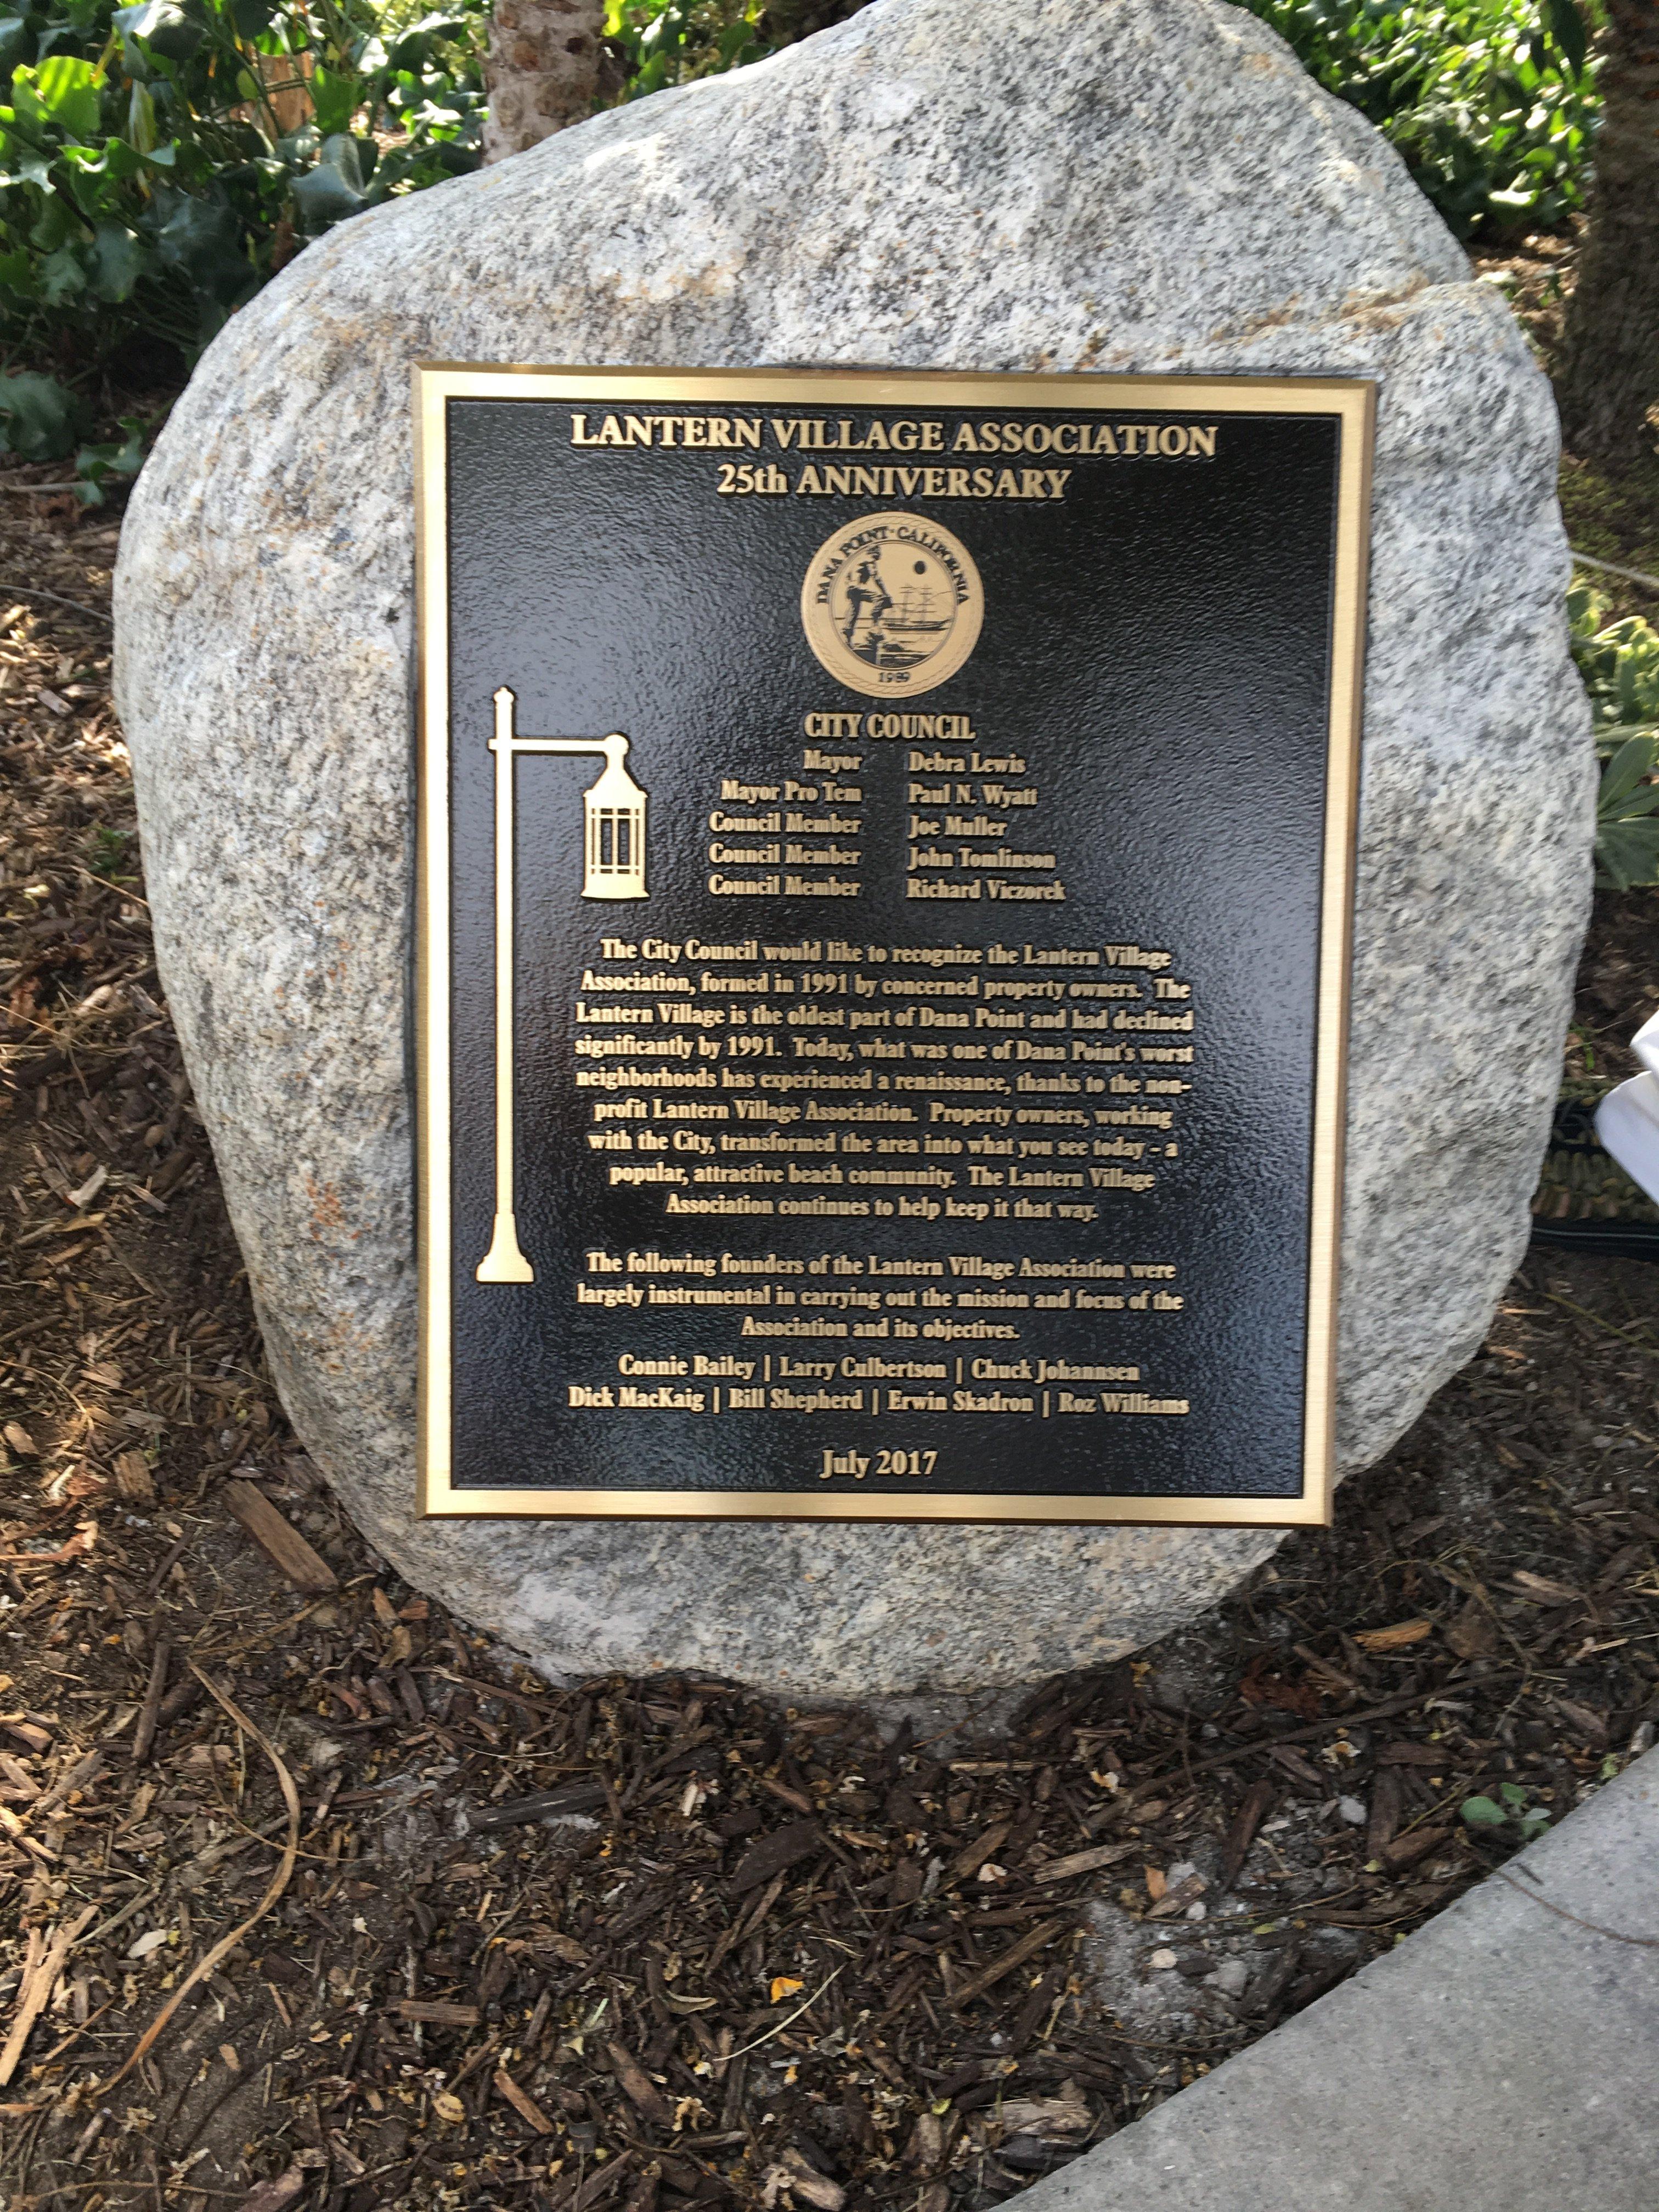 LANTERN VILLAGE ASSOCIATION
25th ANNIVERSARY
DANA POINT · CALIFORNIA
1989
CITY COUNCIL
Mayor Debra Lewis
Mayor Pro Tem Paul N. Wyatt
Council Member Joe Muller
Council Member John Tomlinson
Council Member Richard Viczorek
The City Council would like to recognize the Lantern Village
Association, formed in 1991 by concerned property owners. The
Lantern Village is the oldest part of Dana Point and had declined
significantly by 1991. Today, what was one of Dana Point's worst
neighborhoods has experienced a renaissance, thanks to the non-
profit Lantern Village Association. Property owners, working
with the City, transformed the area into what you see today - a
popular, attractive beach community. The Lantern Village
Association continues to help keep it that way.
The following founders of the Lantern Village Association were
largely instrumental in carrying out the mission and focus of the
Association and its objectives.
Connie Bailey | Larry Culbertson | Chuck Johannsen
Dick MacKaig | Bill Shepherd | Erwin Skadron | Roz Williams
July 2017